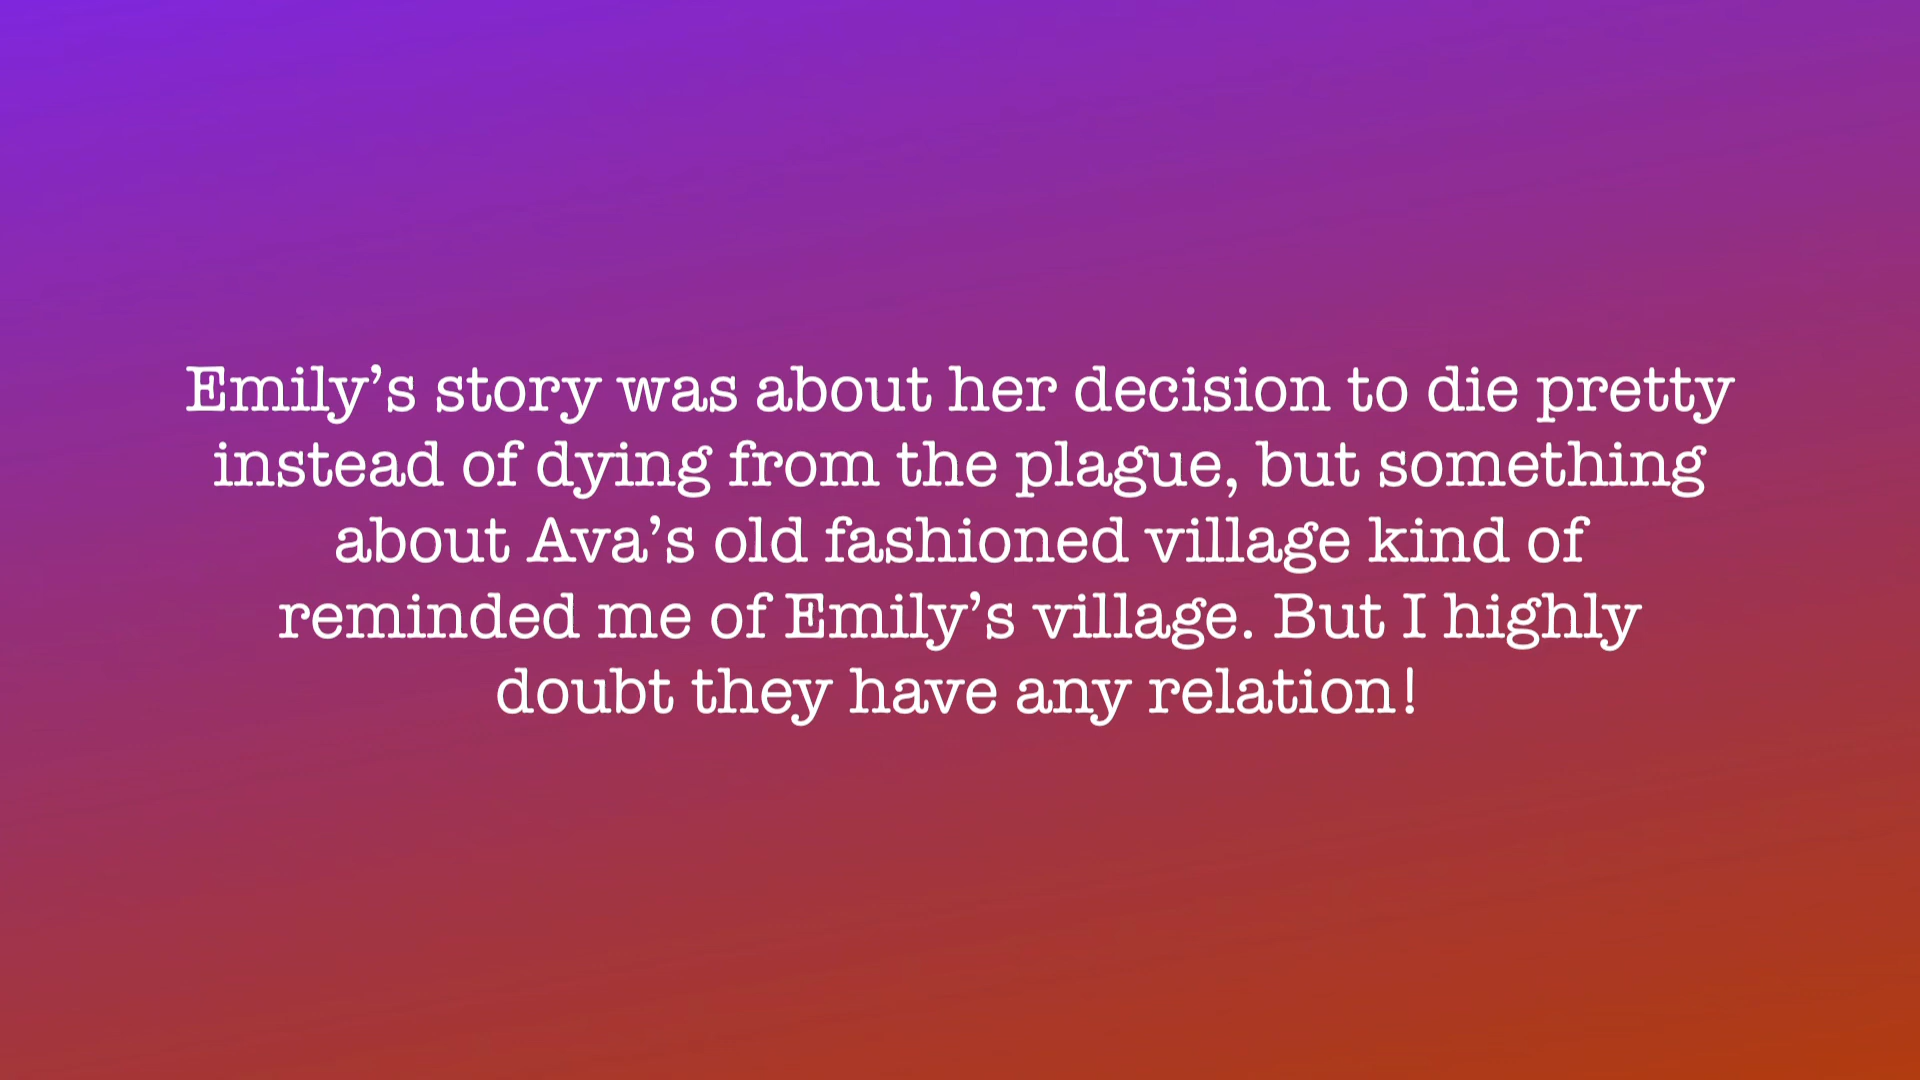 Emily’s story was about her decision to die pretty
instead of dying from the plague, but something
about Ava’s old fashioned village kind of
reminded me of Emily’s village. But I highly
doubt they have any relation!